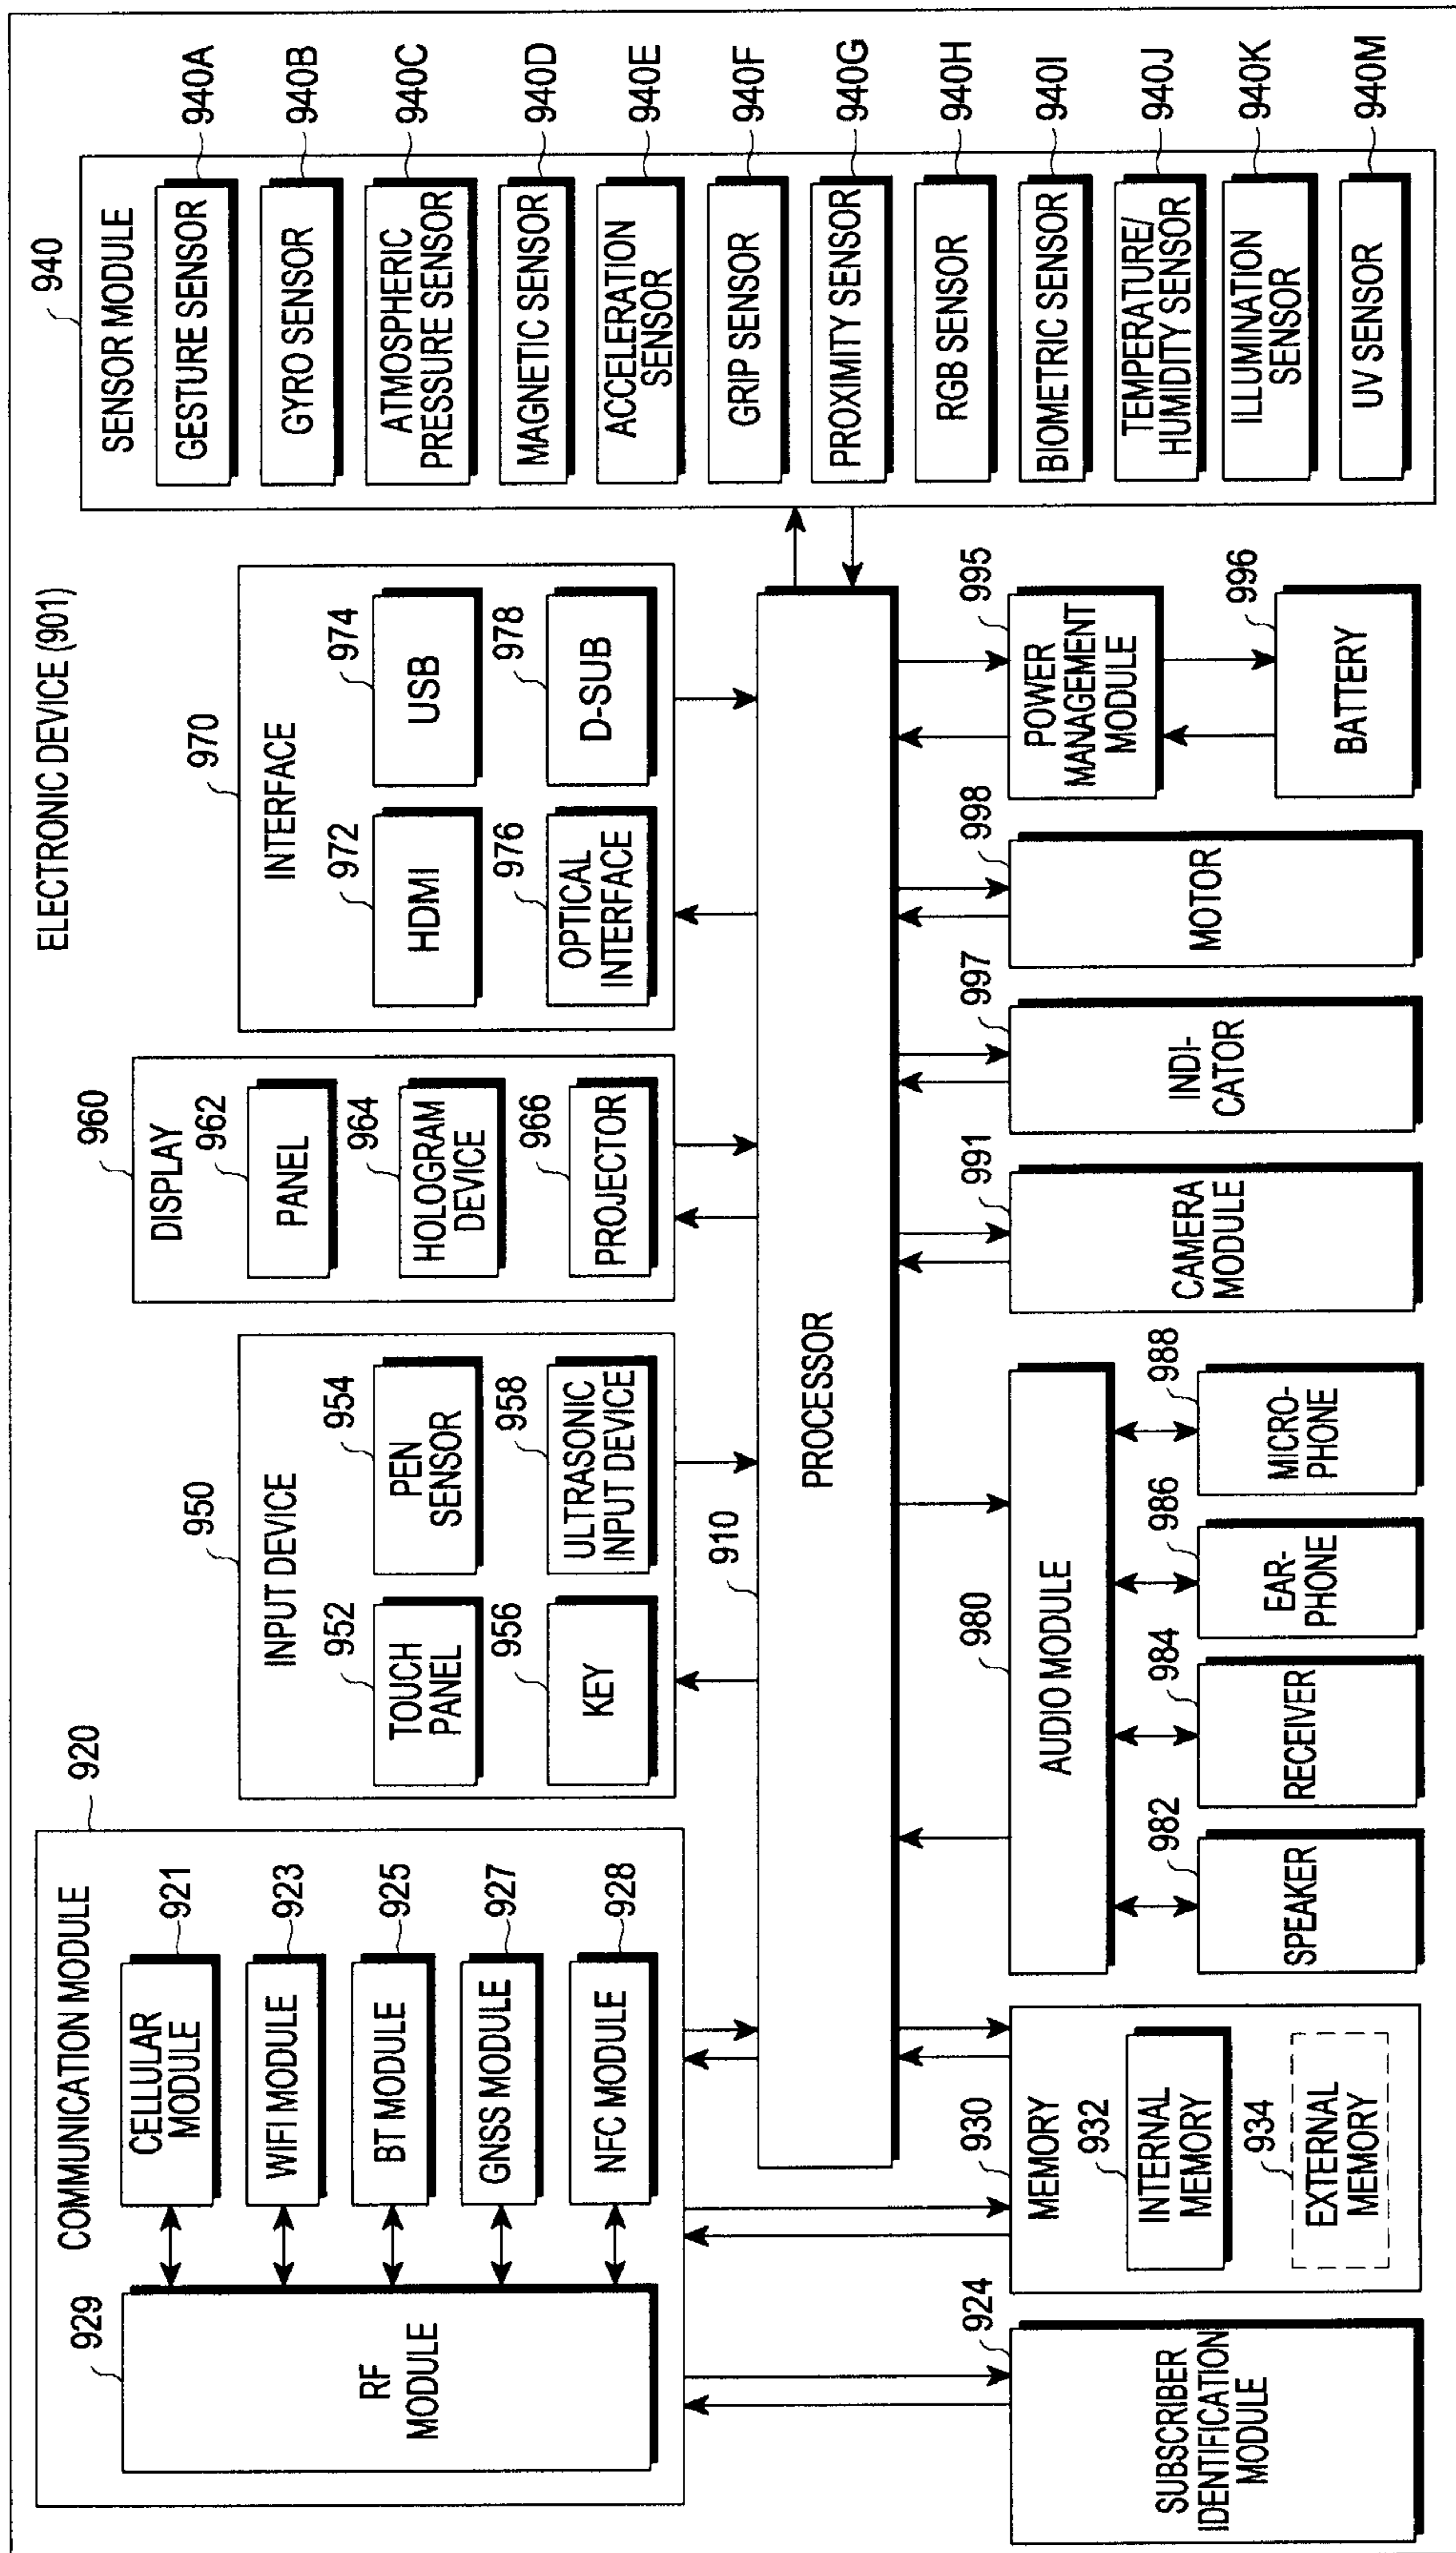 ELECTRONIC DEVICE (901)
920
COMMUNICATION MODULE
929
RF
MODULE
CELLULAR
MODULE
921
WIFI MODULE
923
BT MODULE
925
GNSS MODULE
927
NFC MODULE
928
950
INPUT DEVICE
952
TOUCH
PANEL
954
PEN
SENSOR
956
KEY
958
ULTRASONIC
INPUT DEVICE
960
DISPLAY
962
PANEL
964
HOLOGRAM
DEVICE
966
PROJECTOR
970
INTERFACE
972
HDMI
974
USB
976
OPTICAL
INTERFACE
978
D-SUB
940
SENSOR MODULE
GESTURE SENSOR
940A
GYRO SENSOR
940B
ATMOSPHERIC
PRESSURE SENSOR
940C
MAGNETIC SENSOR
940D
ACCELERATION
SENSOR
940E
GRIP SENSOR
940F
PROXIMITY SENSOR
940G
RGB SENSOR
940H
BIOMETRIC SENSOR
940I
TEMPERATURE/
HUMIDITY SENSOR
940J
ILLUMINATION
SENSOR
940K
UV SENSOR
940M
910
PROCESSOR
924
SUBSCRIBER
IDENTIFICATION
MODULE
930
MEMORY
932
INTERNAL
MEMORY
934
EXTERNAL
MEMORY
980
AUDIO MODULE
982
SPEAKER
984
RECEIVER
986
EAR-
PHONE
988
MICRO-
PHONE
991
CAMERA
MODULE
997
INDI-
CATOR
998
MOTOR
995
POWER
MANAGEMENT
MODULE
996
BATTERY